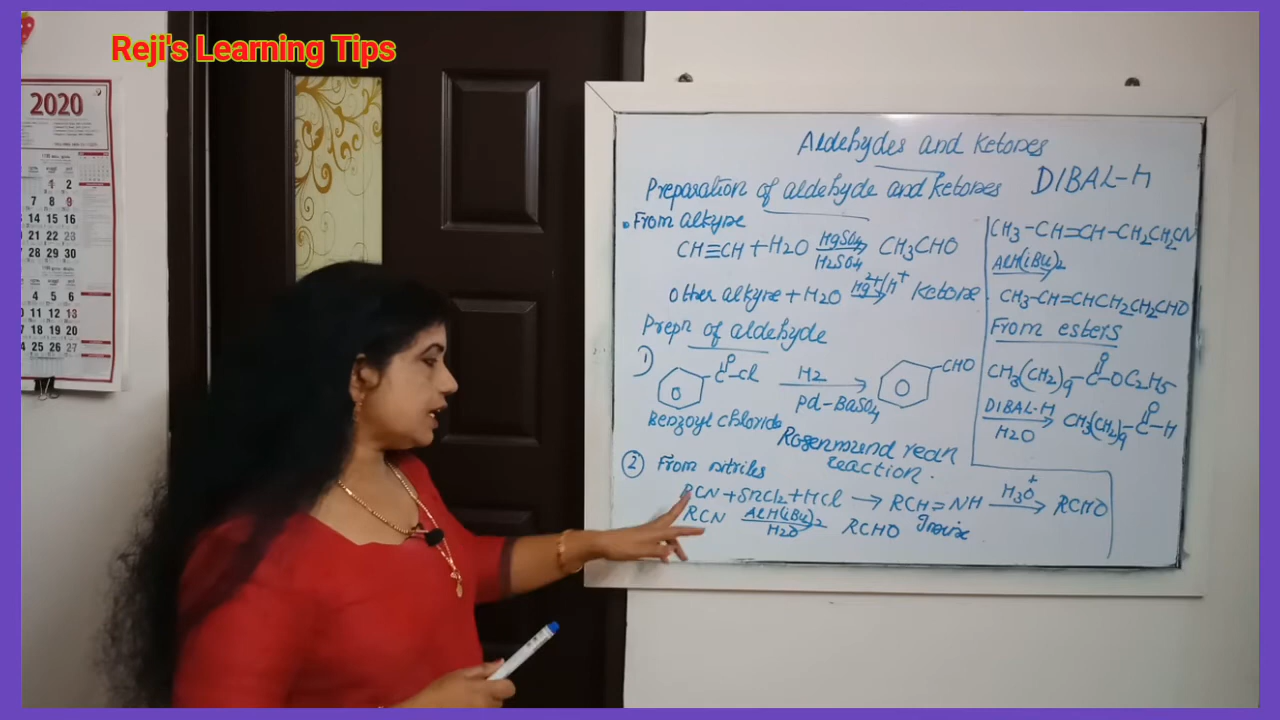 Reji's Learning Tips
2020
Aldehydes and Ketones
Preparation of aldehyde and ketones
DIBAL-H
From alkyne
CH≡CH + H2O HgSO4 H2SO4 CH3CHO
Other alkyne + H2O Hg2+/H+ Ketone
Prepn of aldehyde
1) O C-Cl H2 Pd-BaSO4 CHO
Benzoyl chloride
Rosenmund redn
reaction.
2 From nitriles
RCN + SnCl2 + HCl → RCH=NH H3O+ → RCHO
RCN AlH(iBu)2 H2O RCHO Imine
CH3-CH=CH-CH2CH2CN
AlH(iBu)2
CH3-CH=CHCH2CH2CHO
From esters
CH3(CH2)9-C-OC2H5 O
DIBAL-H H2O CH3(CH2)9-C-H O